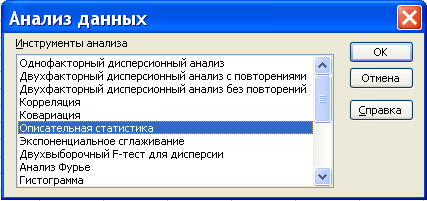 Анализ данных
Инструменты анализа
Однофакторный дисперсионный анализ
Двухфакторный дисперсионный анализ с повторениями
Двухфакторный дисперсионный анализ без повторений
Корреляция
Ковариация
Описательная статистика
Экспоненциальное сглаживание
Двухвыборочный F-тест для дисперсии
Анализ Фурье
Гистограмма
OK
Отмена
Справка